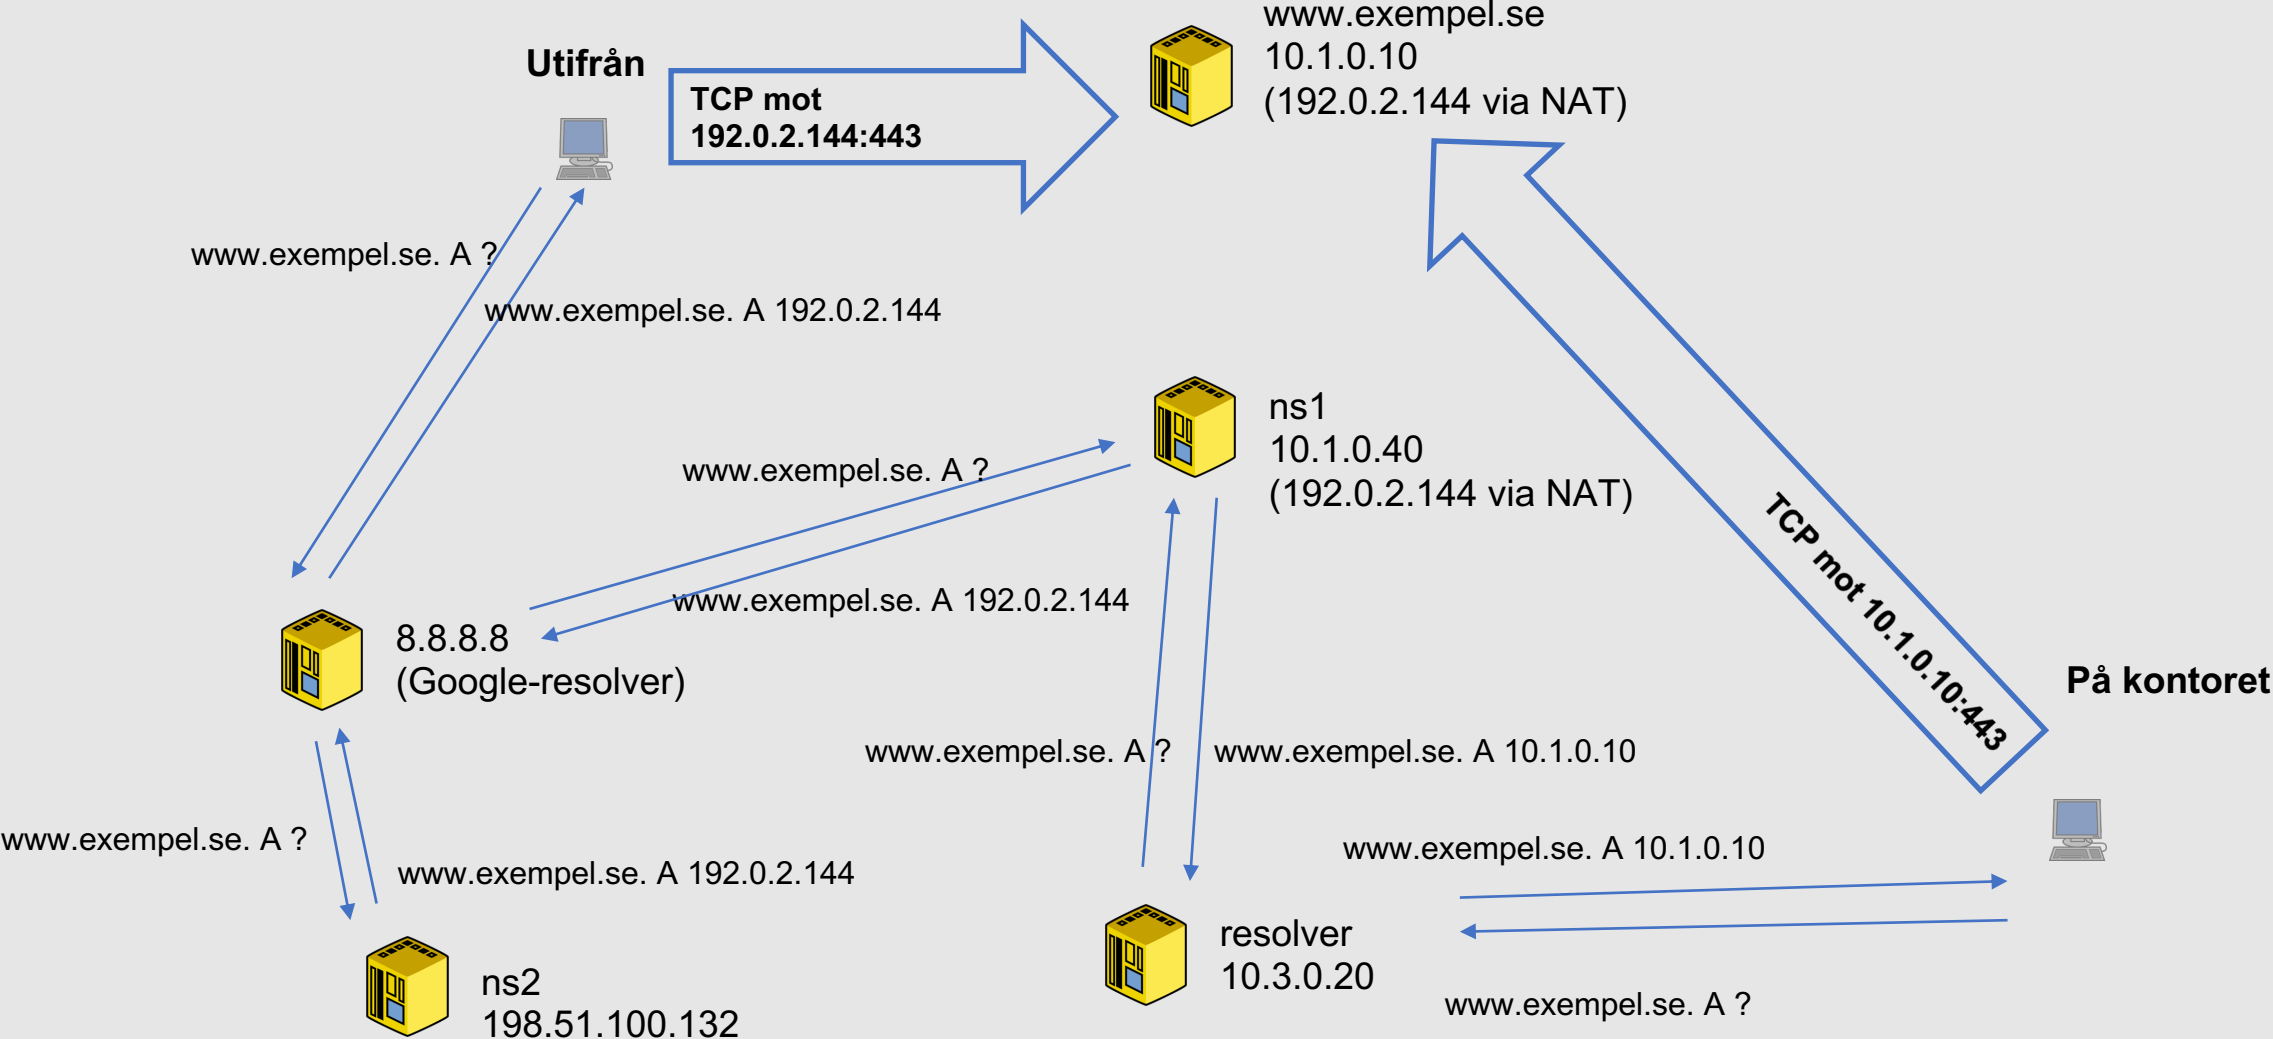 www.exempel.se
10.1.0.10
(192.0.2.144 via NAT)
Utifrån
TCP mot
192.0.2.144:443
www.exempel.se. A ?
www.exempel.se. A 192.0.2.144
ns1
10.1.0.40
(192.0.2.144 via NAT)
www.exempel.se. A ?
www.exempel.se. A 192.0.2.144
TCP mot 10.1.0.10:443
8.8.8.8
(Google-resolver)
På kontoret
www.exempel.se. A ?
www.exempel.se. A 10.1.0.10
www.exempel.se. A ?
www.exempel.se. A 192.0.2.144
www.exempel.se. A 10.1.0.10
resolver
10.3.0.20
ns2
198.51.100.132
www.exempel.se. A ?